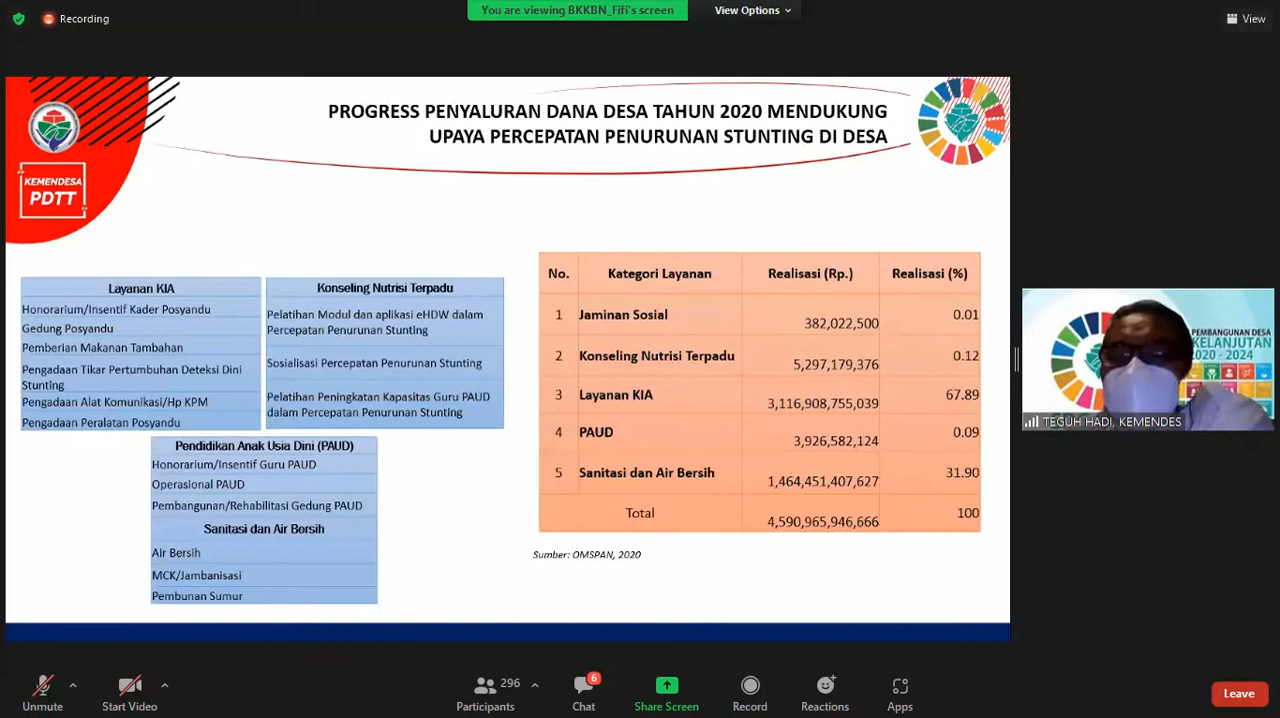 Recording
You are viewing BKKBN_Fifi's screen
View Options
View
PROGRESS PENYALURAN DANA DESA TAHUN 2020 MENDUKUNG
UPAYA PERCEPATAN PENURUNAN STUNTING DI DESA
KEMENDESA
PDTT
Layanan KIA
Honorarium/Insentif Kader Posyandu
Gedung Posyandu
Pemberian Makanan Tambahan
Pengadaan Tikar Pertumbuhan Deteksi Dini
Stunting
Pengadaan Alat Komunikasi/Hp KPM
Pengadaan Peralatan Posyandu
Konseling Nutrisi Terpadu
Pelatihan Modul dan aplikasi eHDW dalam
Percepatan Penurunan Stunting
Sosialisasi Percepatan Penurunan Stunting
Pelatihan Peningkatan Kapasitas Guru PAUD
dalam Percepatan Penurunan Stunting
Pendidikan Anak Usia Dini (PAUD)
Honorarium/Insentif Guru PAUD
Operasional PAUD
Pembangunan/Rehabilitasi Gedung PAUD
Sanitasi dan Air Bersih
Air Bersih
MCK/Jambanisasi
Pembunan Sumur
No. Kategori Layanan Realisasi (Rp.) Realisasi (%)
1 Jaminan Sosial 382,022,500 0.01
2 Konseling Nutrisi Terpadu 5,297,179,376 0.12
3 Layanan KIA 3,116,908,755,039 67.89
4 PAUD 3,926,582,124 0.09
5 Sanitasi dan Air Bersih 1,464,451,407,627 31.90
Total 4,590,965,946,666 100
Sumber: OMSPAN, 2020
PEMBANGUNAN DESA
KELANJUTAN
2020 - 2024
TEGUH HADI, KEMENDES
Unmute
Start Video
296
Participants
6
Chat
Share Screen
Record
Reactions
Apps
Leave